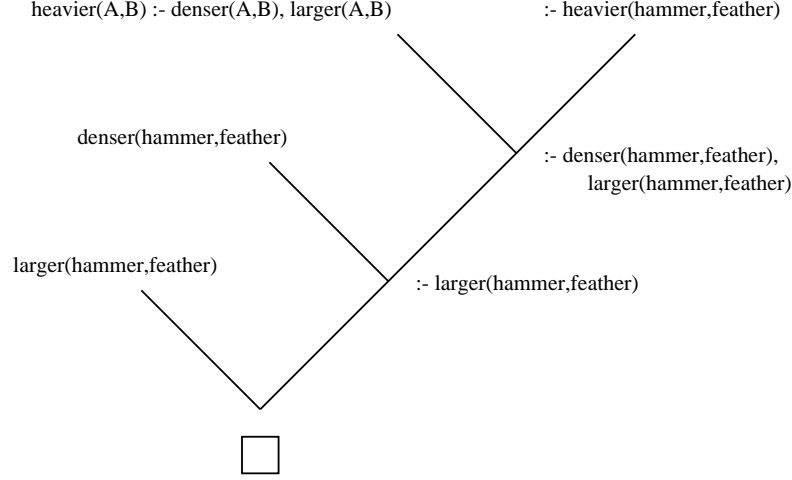 heavier(A,B) :- denser(A,B), larger(A,B)
:- heavier(hammer,feather)
denser(hammer,feather)
:- denser(hammer,feather),
larger(hammer,feather)
larger(hammer,feather)
:- larger(hammer,feather)